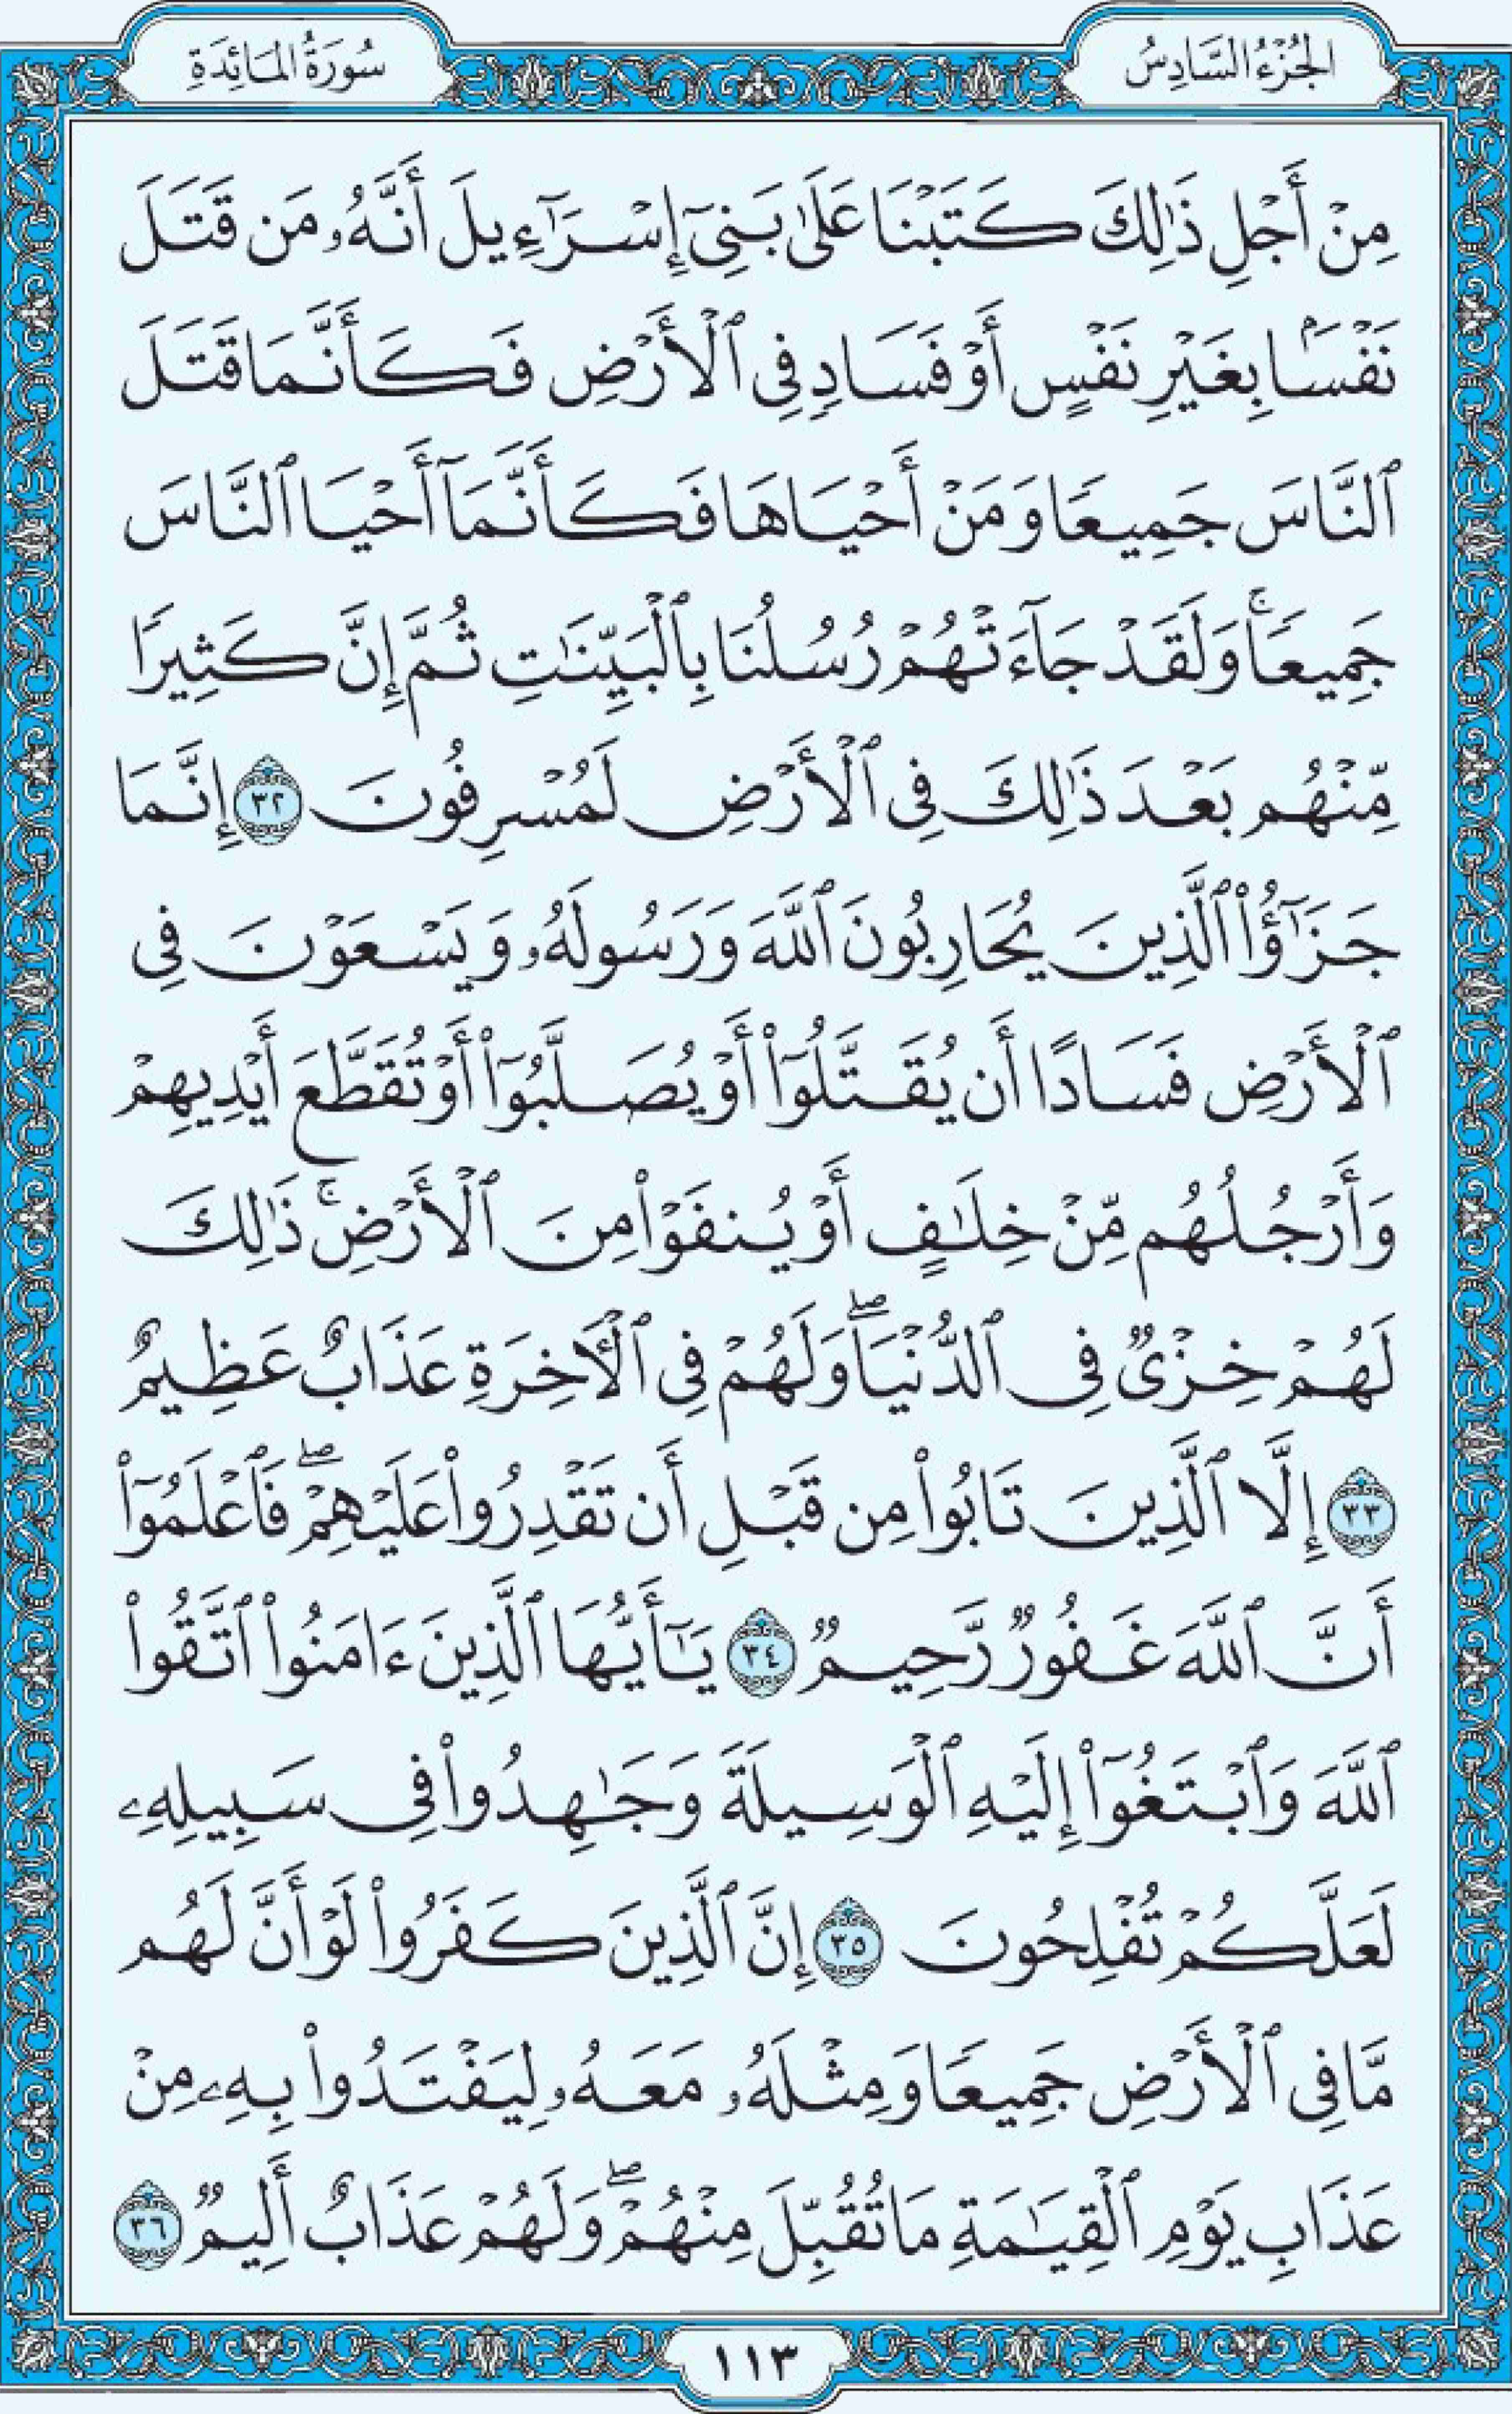 الجُزْءُ السَّادِسُ
سُورَةُ المَائِدَةِ
مِنْ أَجْلِ ذَٰلِكَ كَتَبْنَا عَلَىٰ بَنِىٓ إِسْرَٰٓءِيلَ أَنَّهُۥ مَن قَتَلَ
نَفْسًۢا بِغَيْرِ نَفْسٍ أَوْ فَسَادٍ فِى ٱلْأَرْضِ فَكَأَنَّمَا قَتَلَ
ٱلنَّاسَ جَمِيعًا وَمَنْ أَحْيَاهَا فَكَأَنَّمَآ أَحْيَا ٱلنَّاسَ
جَمِيعًاۚ وَلَقَدْ جَآءَتْهُمْ رُسُلُنَا بِٱلْبَيِّنَٰتِ ثُمَّ إِنَّ كَثِيرًا
مِّنْهُم بَعْدَ ذَٰلِكَ فِى ٱلْأَرْضِ لَمُسْرِفُونَ ٣٢ إِنَّمَا
جَزَٰٓؤُا۟ ٱلَّذِينَ يُحَارِبُونَ ٱللَّهَ وَرَسُولَهُۥ وَيَسْعَوْنَ فِى
ٱلْأَرْضِ فَسَادًا أَن يُقَتَّلُوٓا۟ أَوْ يُصَلَّبُوٓا۟ أَوْ تُقَطَّعَ أَيْدِيهِمْ
وَأَرْجُلُهُم مِّنْ خِلَٰفٍ أَوْ يُنفَوْا۟ مِنَ ٱلْأَرْضِۚ ذَٰلِكَ
لَهُمْ خِزْىٌ فِى ٱلدُّنْيَاۖ وَلَهُمْ فِى ٱلْـَٔاخِرَةِ عَذَابٌ عَظِيمٌ
٣٣ إِلَّا ٱلَّذِينَ تَابُوا۟ مِن قَبْلِ أَن تَقْدِرُوا۟ عَلَيْهِمْۖ فَٱعْلَمُوٓا۟
أَنَّ ٱللَّهَ غَفُورٌ رَّحِيمٌ ٣٤ يَٰٓأَيُّهَا ٱلَّذِينَ ءَامَنُوا۟ ٱتَّقُوا۟
ٱللَّهَ وَٱبْتَغُوٓا۟ إِلَيْهِ ٱلْوَسِيلَةَ وَجَٰهِدُوا۟ فِى سَبِيلِهِۦ
لَعَلَّكُمْ تُفْلِحُونَ ٣٥ إِنَّ ٱلَّذِينَ كَفَرُوا۟ لَوْ أَنَّ لَهُم
مَّا فِى ٱلْأَرْضِ جَمِيعًا وَمِثْلَهُۥ مَعَهُۥ لِيَفْتَدُوا۟ بِهِۦ مِنْ
عَذَابِ يَوْمِ ٱلْقِيَٰمَةِ مَا تُقُبِّلَ مِنْهُمْۖ وَلَهُمْ عَذَابٌ أَلِيمٌ ٣٦
١١٣